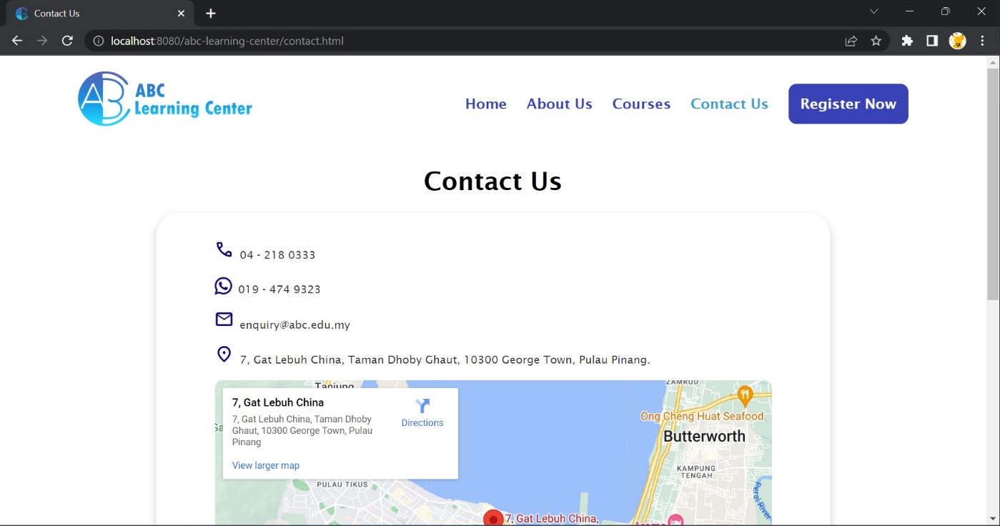 Contact Us
localhost:8080/abc-learning-center/contact.html
AB
ABC
Learning Center
Home About Us Courses Contact Us Register Now
Contact Us
04 - 218 0333
019 - 474 9323
enquiry@abc.edu.my
7, Gat Lebuh China, Taman Dhoby Ghaut, 10300 George Town, Pulau Pinang.
Tanjung
7, Gat Lebuh China
7, Gat Lebuh China, Taman Dhoby
Ghaut, 10300 George Town, Pulau
Pinang
Directions
View larger map
ZAMRUD
Ong Cheng Huat Seafood
Butterworth
KAMPUNG
TENGAH
Perai River
PULAU TIKUS
7, Gat Lebuh China,